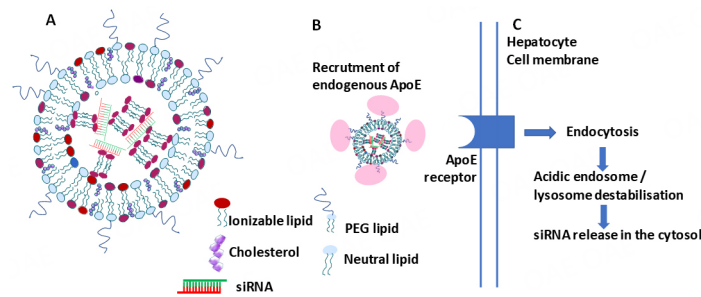 A
B
C
Recrutment of
endogenous ApoE
Hepatocyte
Cell membrane
ApoE
receptor
Endocytosis
Acidic endosome /
lysosome destabilisation
siRNA release in the cytosol
Ionizable lipid
Cholesterol
siRNA
PEG lipid
Neutral lipid